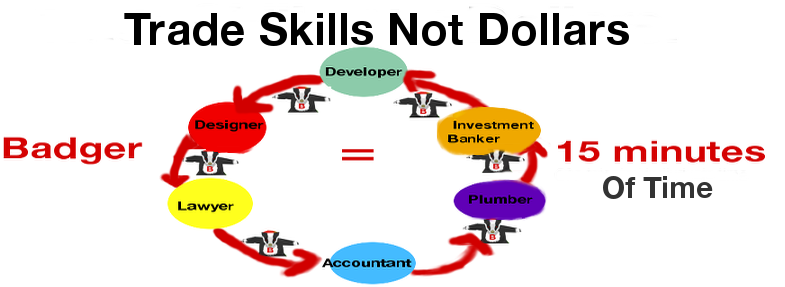 Trade Skills Not Dollars
Developer
Designer
Investment
Banker
Badger
=
15 minutes
Of Time
Lawyer
Plumber
Accountant
B
B
B
B
B
B